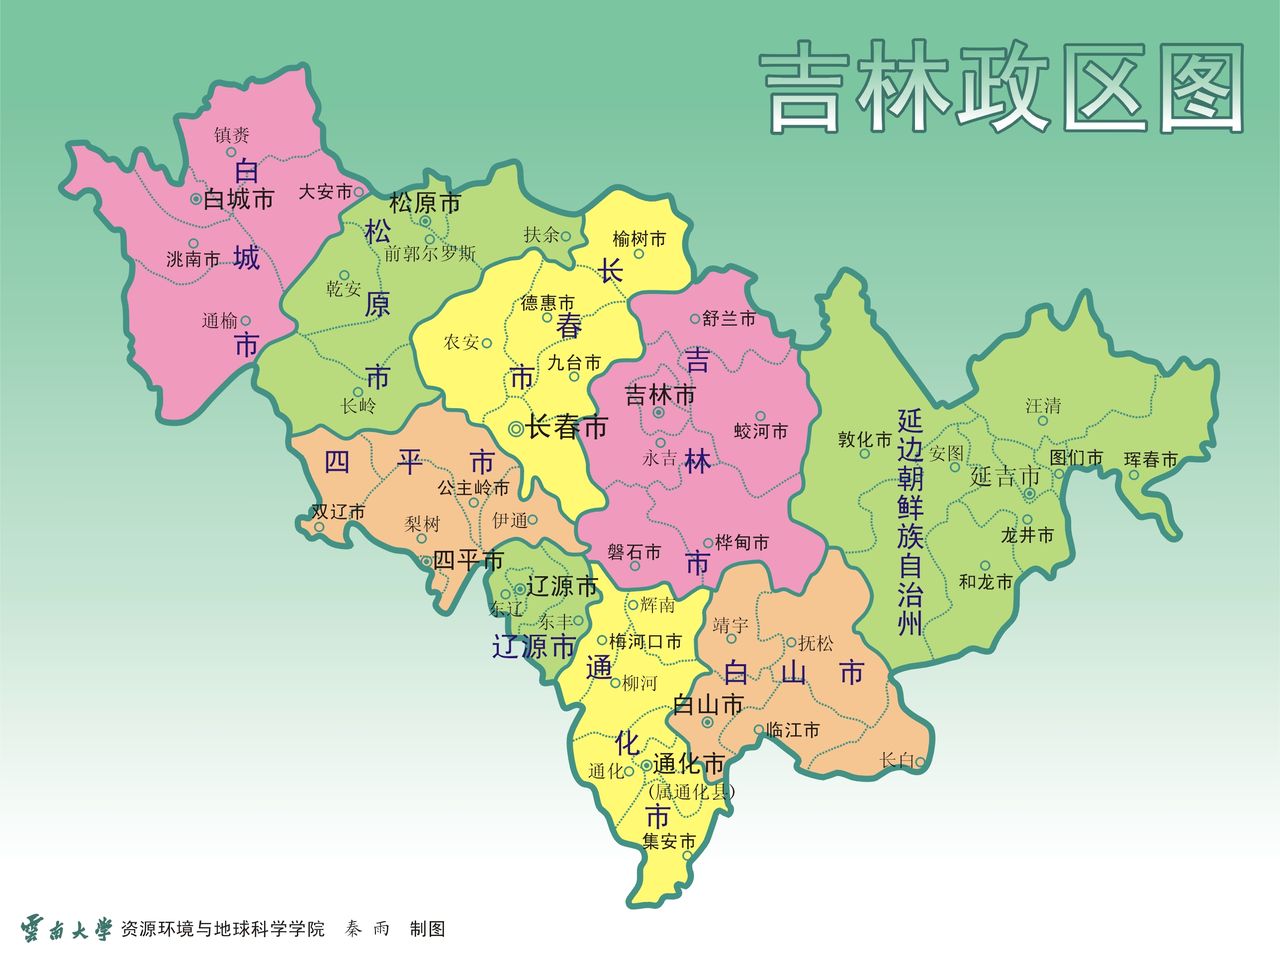 吉林政区图
镇赉
白城市
白城市
大安市
洮南市
通榆
松原市
松原市
前郭尔罗斯
扶余
乾安
长岭
长春市
榆树市
德惠市
农安
九台市
长春市
吉林市
舒兰市
吉林市
蛟河市
永吉
磐石市
桦甸市
延边朝鲜族自治州
敦化市
安图
汪清
延吉市
图们市
珲春市
龙井市
和龙市
四平市
公主岭市
双辽市
梨树
伊通
四平市
辽源市
东辽
东丰
辽源市
通化市
辉南
梅河口市
柳河
通化
通化市
(属通化县)
集安市
白山市
靖宇
抚松
白山市
临江市
长白
雲南大学 资源环境与地球科学学院 秦雨 制图